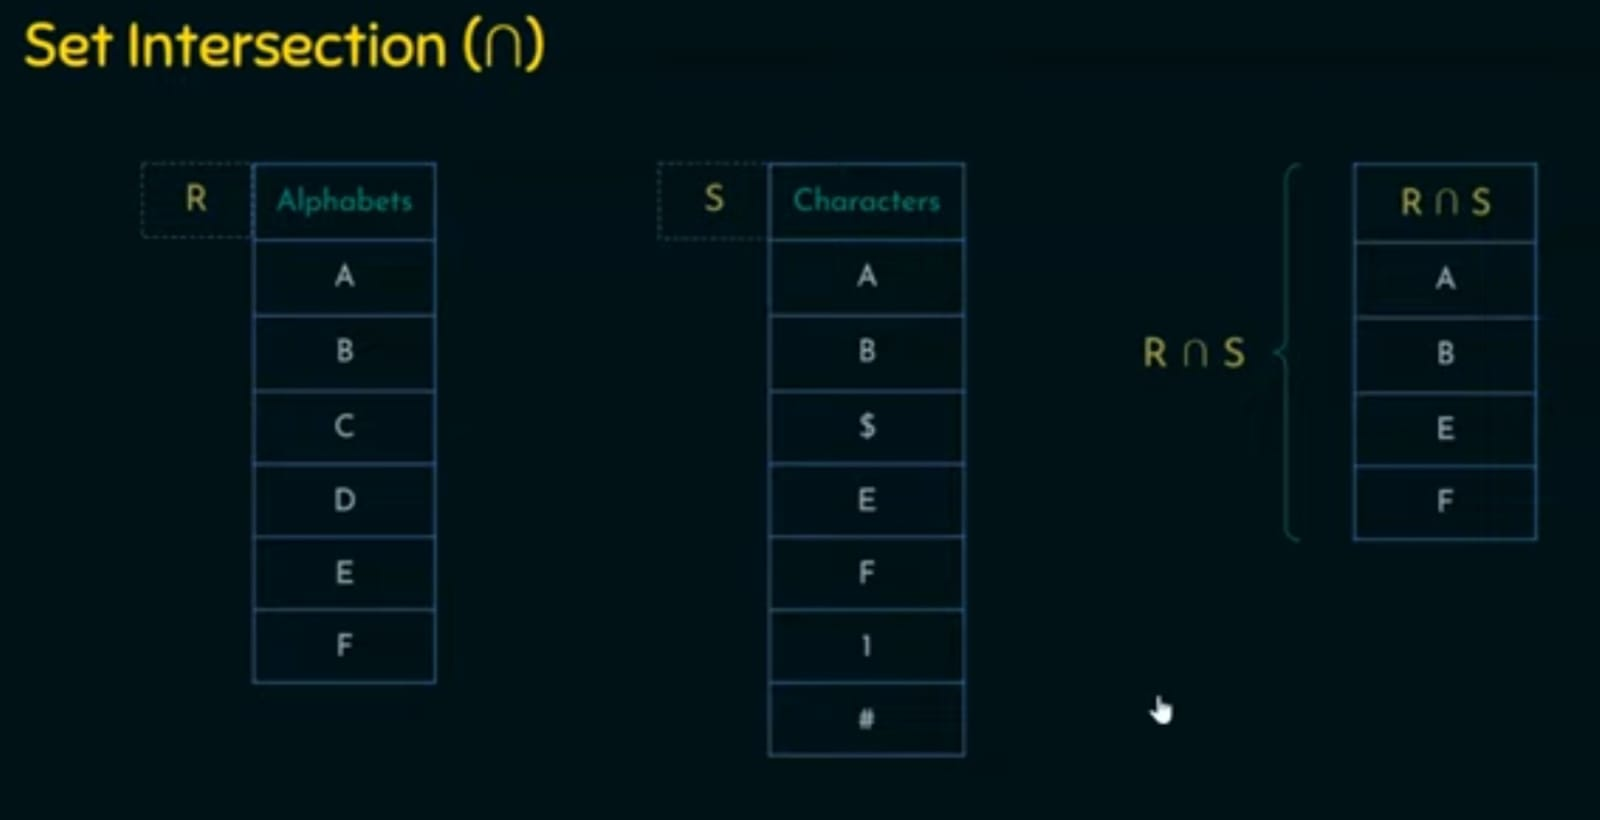 Set Intersection (∩)
R Alphabets
A
B
C
D
E
F
S Characters
A
B
$
E
F
1
#
R ∩ S
R ∩ S
A
B
E
F